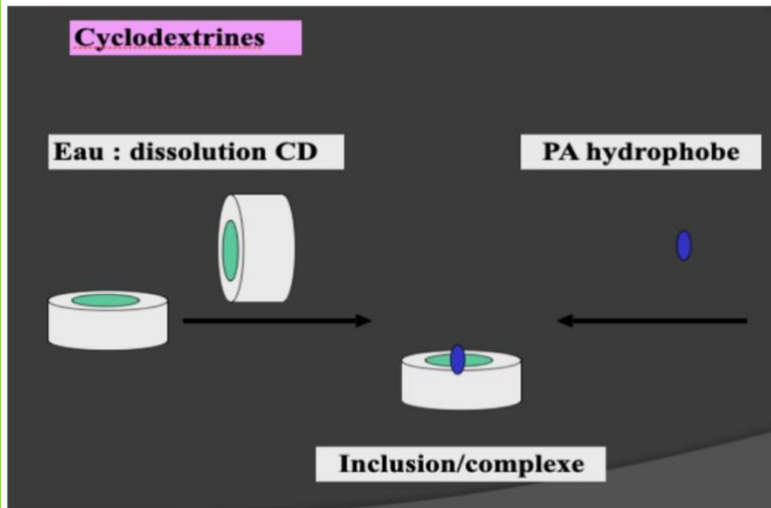 Cyclodextrines
Eau : dissolution CD
PA hydrophobe
Inclusion/complexe